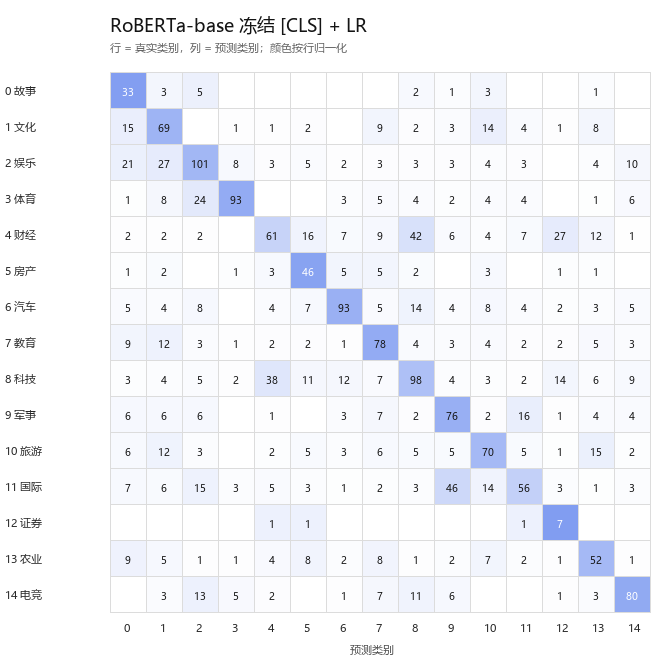 RoBERTa-base 冻结 [CLS] + LR
行 = 真实类别，列 = 预测类别；颜色按行归一化
0 故事 33 3 5 2 1 3 1
1 文化 15 69 1 1 2 9 2 3 14 4 1 8
2 娱乐 21 27 101 8 3 5 2 3 3 3 4 3 4 10
3 体育 1 8 24 93 3 5 4 2 4 4 1 6
4 财经 2 2 2 61 16 7 9 42 6 4 7 27 12 1
5 房产 1 2 1 3 46 5 5 2 3 1 1
6 汽车 5 4 8 4 7 93 5 14 4 8 4 2 3 5
7 教育 9 12 3 1 2 2 1 78 4 3 4 2 2 5 3
8 科技 3 4 5 2 38 11 12 7 98 4 3 2 14 6 9
9 军事 6 6 6 1 3 7 2 76 2 16 1 4 4
10 旅游 6 12 3 2 5 3 6 5 5 70 5 1 15 2
11 国际 7 6 15 3 5 3 1 2 3 46 14 56 3 1 3
12 证券 1 1 1 7
13 农业 9 5 1 1 4 8 2 8 1 2 7 2 1 52 1
14 电竞 3 13 5 2 1 7 11 6 1 3 80
0 1 2 3 4 5 6 7 8 9 10 11 12 13 14
预测类别